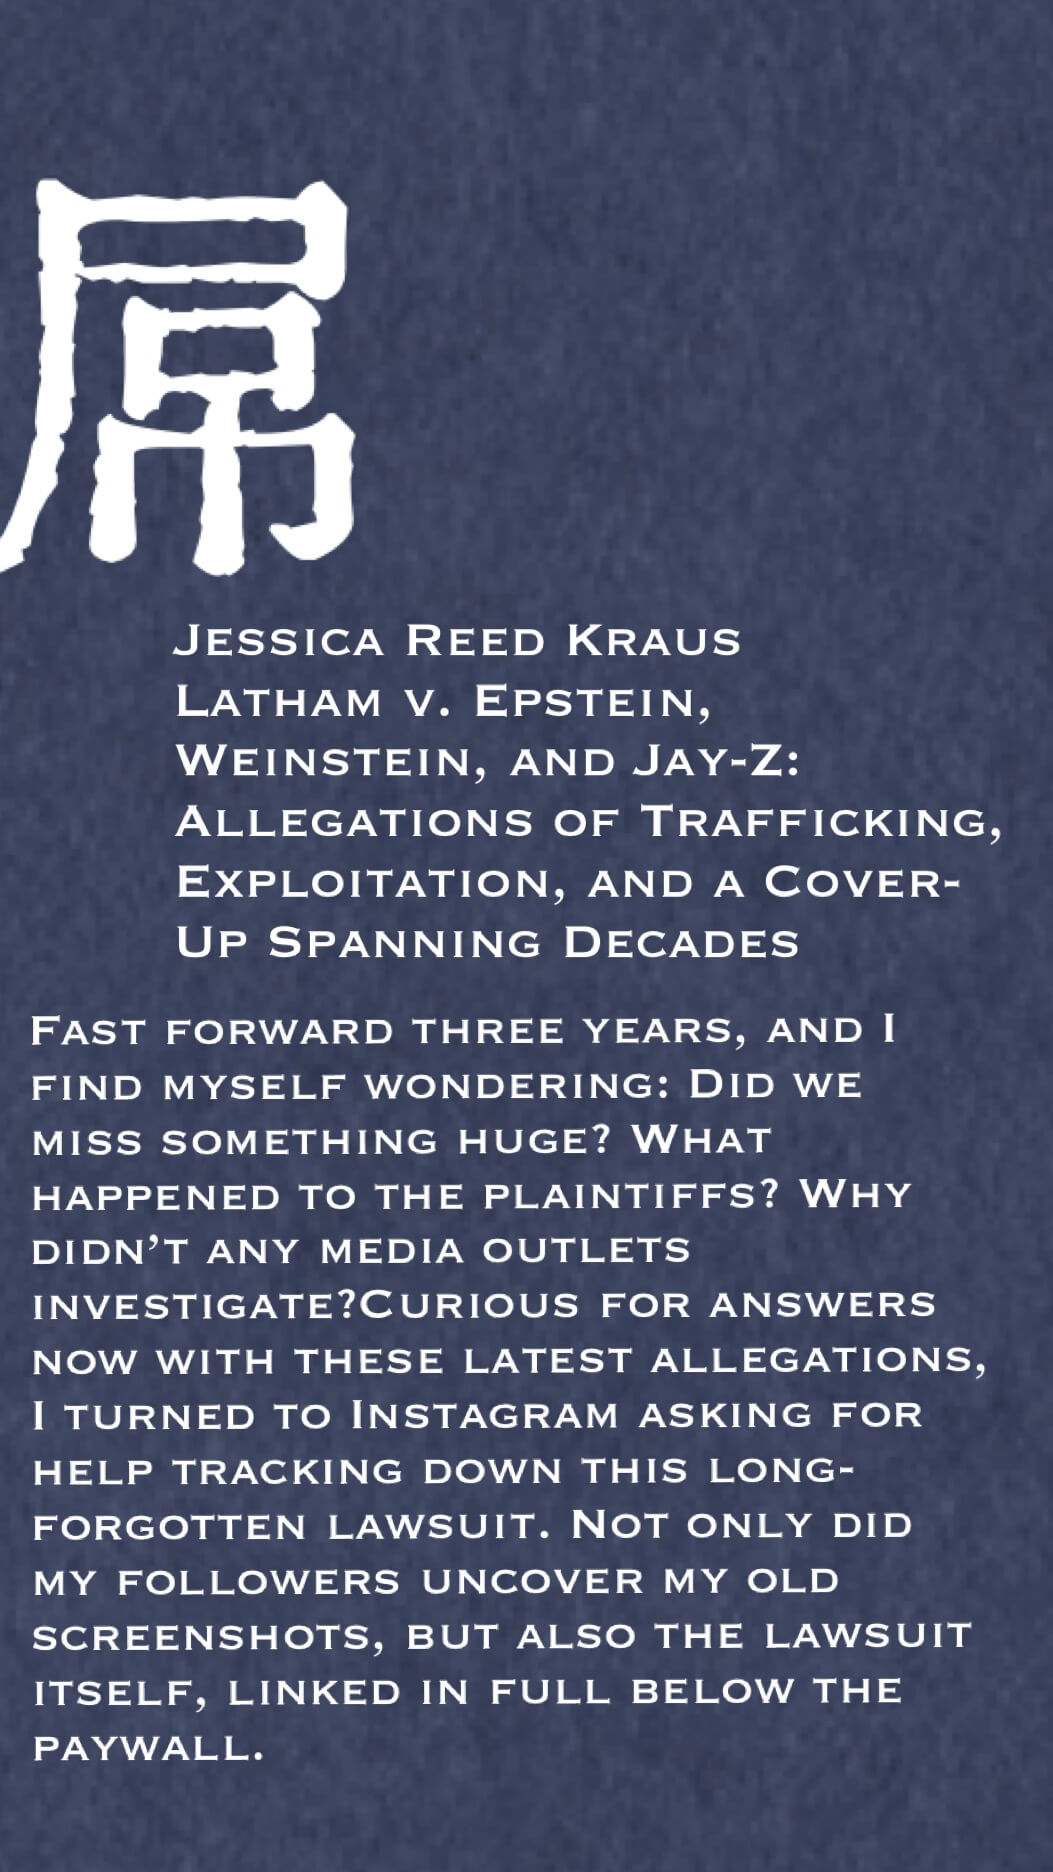 屌
Jessica Reed Kraus
Latham v. Epstein,
Weinstein, and Jay-Z:
Allegations of Trafficking,
Exploitation, and a Cover-
Up Spanning Decades
Fast forward three years, and I
find myself wondering: Did we
miss something huge? What
happened to the plaintiffs? Why
didn’t any media outlets
investigate?Curious for answers
now with these latest allegations,
I turned to Instagram asking for
help tracking down this long-
forgotten lawsuit. Not only did
my followers uncover my old
screenshots, but also the lawsuit
itself, linked in full below the
paywall.